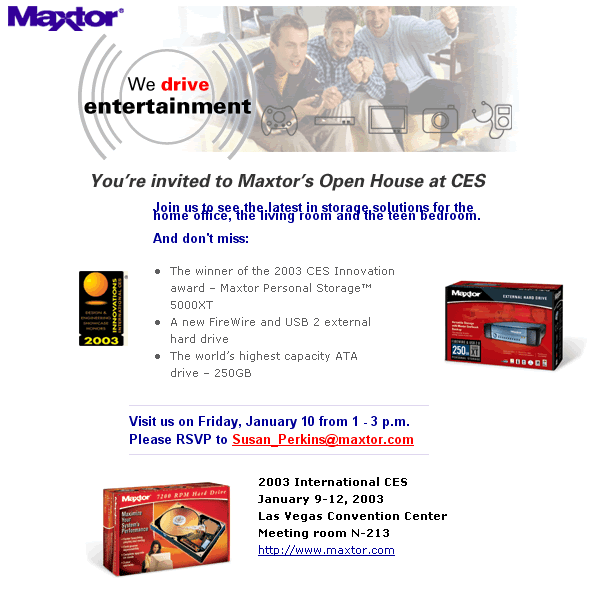 Maxtor®
We drive
entertainment
You're invited to Maxtor's Open House at CES
Join us to see the latest in storage solutions for the
home office, the living room and the teen bedroom.
And don't miss:
• The winner of the 2003 CES Innovation
award – Maxtor Personal Storage™
5000XT
• A new FireWire and USB 2 external
hard drive
• The world's highest capacity ATA
drive – 250GB
INNOVATIONS
INTERNATIONAL CES
DESIGN &
ENGINEERING
SHOWCASE
HONORS
2003
Maxtor
EXTERNAL HARD DRIVE
250
XT
Visit us on Friday, January 10 from 1 - 3 p.m.
Please RSVP to Susan_Perkins@maxtor.com
Maxtor 7200 RPM Hard Drive
Maximize
Your
System's
Performance
2003 International CES
January 9-12, 2003
Las Vegas Convention Center
Meeting room N-213
http://www.maxtor.com